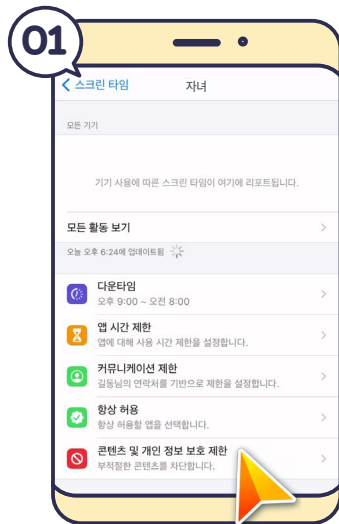 01
스크린 타임 자녀
모든 기기
기기 사용에 따른 스크린 타임이 여기에 리포트됩니다.
모든 활동 보기
오늘 오후 6:24에 업데이트됨
다운타임
오후 9:00 ~ 오전 8:00
앱 시간 제한
앱에 대해 사용 시간 제한을 설정합니다.
커뮤니케이션 제한
길동님의 연락처를 기반으로 제한을 설정합니다.
항상 허용
항상 허용할 앱을 선택합니다.
콘텐츠 및 개인 정보 보호 제한
부적절한 콘텐츠를 차단합니다.